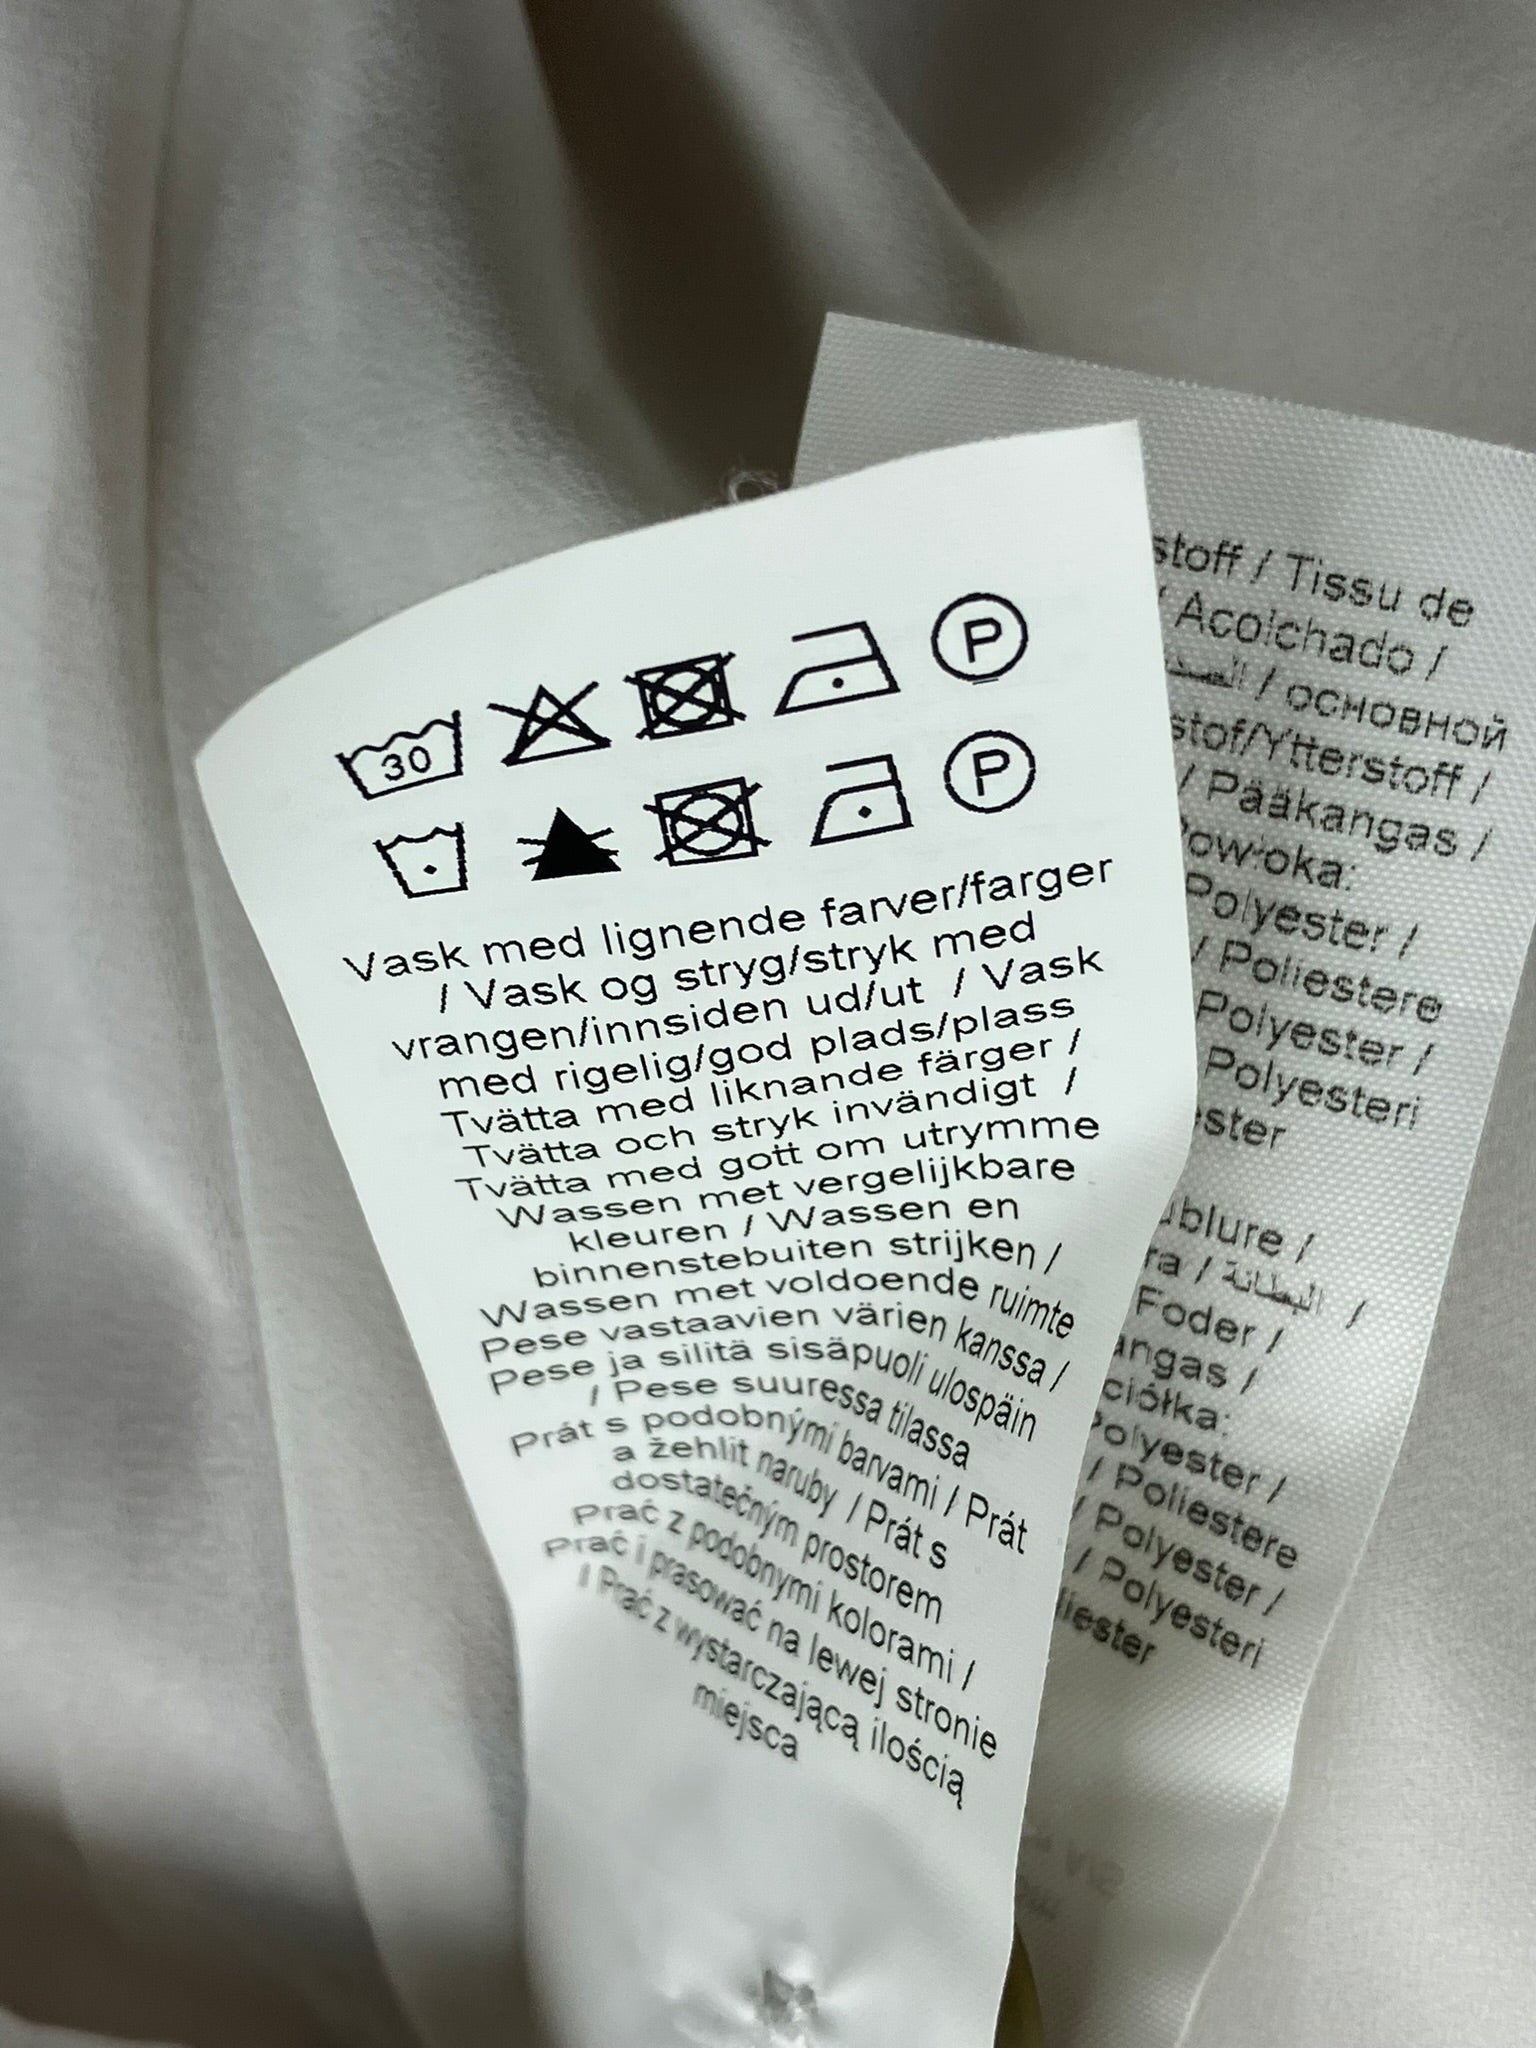 30
P
P
Vask med lignende farver/farger
/ Vask og stryg/stryk med
vrangen/innsiden ud/ut / Vask
med rigelig/god plads/plass
Tvätta med liknande färger /
Tvätta och stryk invändigt /
Tvätta med gott om utrymme
Wassen met vergelijkbare
kleuren / Wassen en
binnenstebuiten strijken /
Wassen met voldoende ruimte
Pese vastaavien värien kanssa /
Pese ja silitä sisäpuoli ulospäin
/ Pese suuressa tilassa
Prát s podobnými barvami / Prát
a žehlit naruby / Prát s
dostatečným prostorem
Prać z podobnymi kolorami /
Prać i prasować na lewej stronie
/ Prać z wystarczającą ilością
miejsca
stoff / Tissu de
/ Acolchado /
/ основной
stof/Ytterstoff /
/ Pääkangas /
Powłoka:
Polyester /
/ Poliestere
Polyester /
Polyesteri
ester
ublure /
ra / البطانة /
Foder /
angas /
ciółka:
Polyester /
/ Poliestere
/ Polyester /
/ Polyesteri
liester